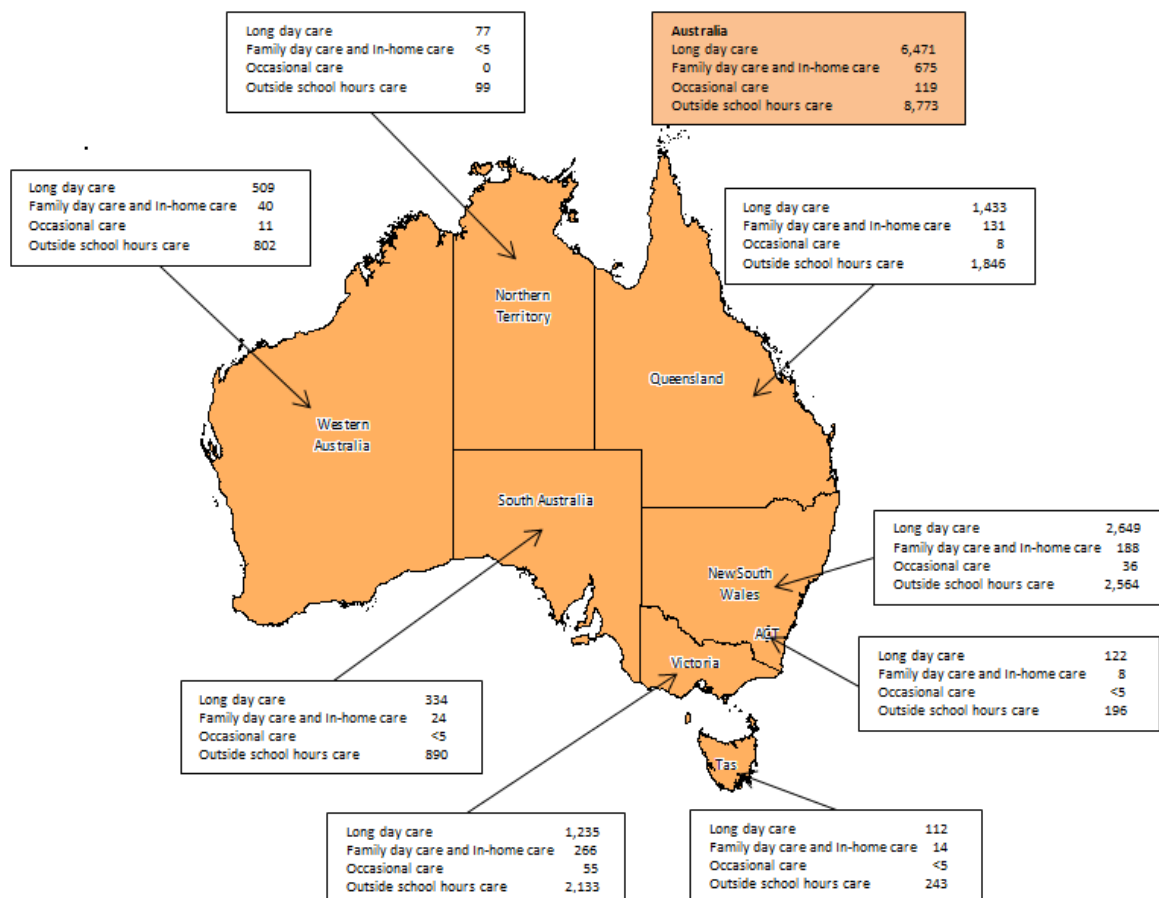 Long day care 77
Family day care and In-home care <5
Occasional care 0
Outside school hours care 99
Australia
Long day care 6,471
Family day care and In-home care 675
Occasional care 119
Outside school hours care 8,773
Long day care 509
Family day care and In-home care 40
Occasional care 11
Outside school hours care 802
Long day care 1,433
Family day care and In-home care 131
Occasional care 8
Outside school hours care 1,846
Northern
Territory
Queensland
Western
Australia
South Australia
New South
Wales
ACT
Victoria
Tas
Long day care 2,649
Family day care and In-home care 188
Occasional care 36
Outside school hours care 2,564
Long day care 122
Family day care and In-home care 8
Occasional care <5
Outside school hours care 196
Long day care 334
Family day care and In-home care 24
Occasional care <5
Outside school hours care 890
Long day care 1,235
Family day care and In-home care 266
Occasional care 55
Outside school hours care 2,133
Long day care 112
Family day care and In-home care 14
Occasional care <5
Outside school hours care 243